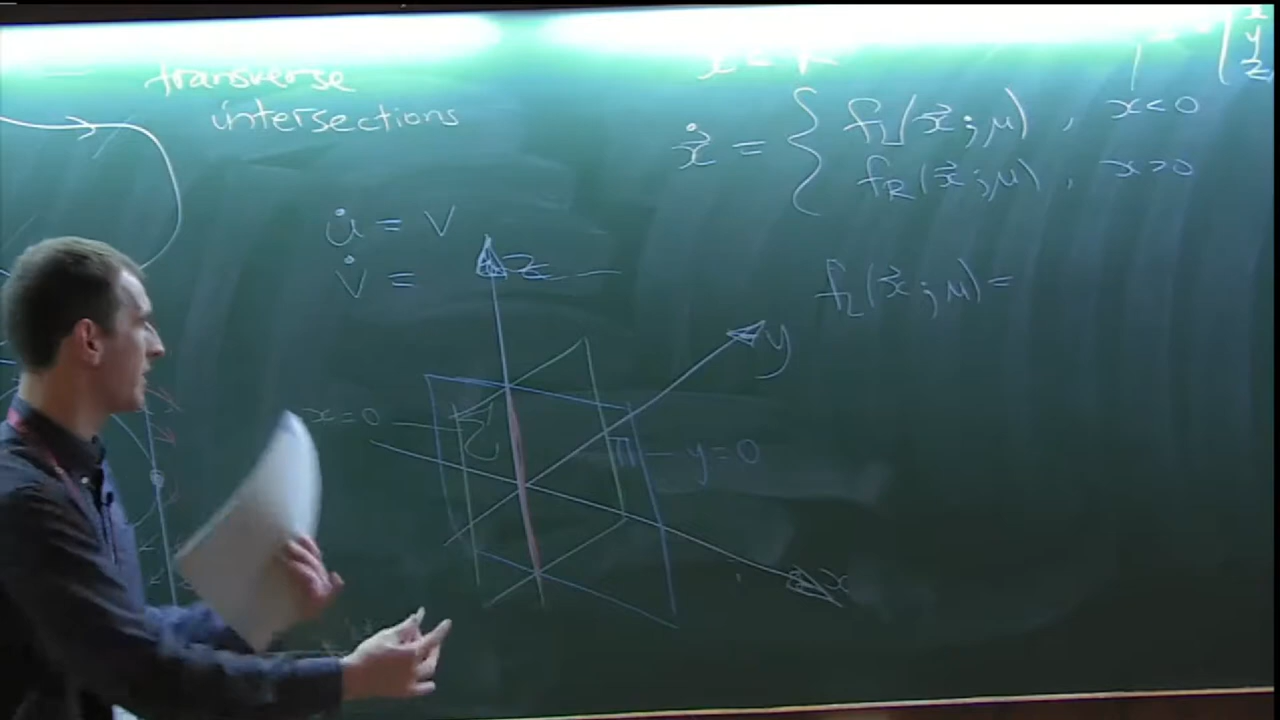 transverse
intersections
u̇ = v
v̇ =
ẋ⃗ = { f_L(x⃗;μ), x<0
f_R(x⃗;μ), x>0
f_L(x⃗;μ)=
y
z
z
y
x=0
Σ
Π — y=0
x